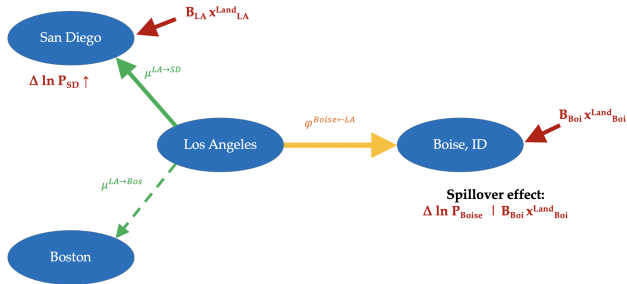 San Diego
B_LA x^Land_LA
Δ ln P_SD ↑
μ^LA→SD
Los Angeles
φ^Boise←LA
Boise, ID
B_Boi x^Land_Boi
μ^LA→Bos
Spillover effect:
Δ ln P_Boise | B_Boi x^Land_Boi
Boston